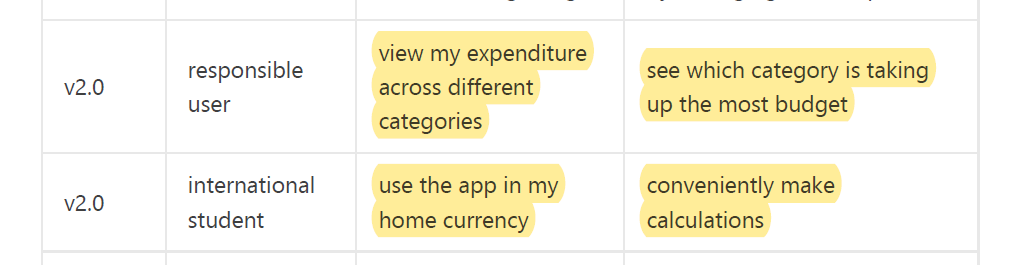 v2.0
responsible
user
view my expenditure
across different
categories
see which category is taking
up the most budget
v2.0
international
student
use the app in my
home currency
conveniently make
calculations